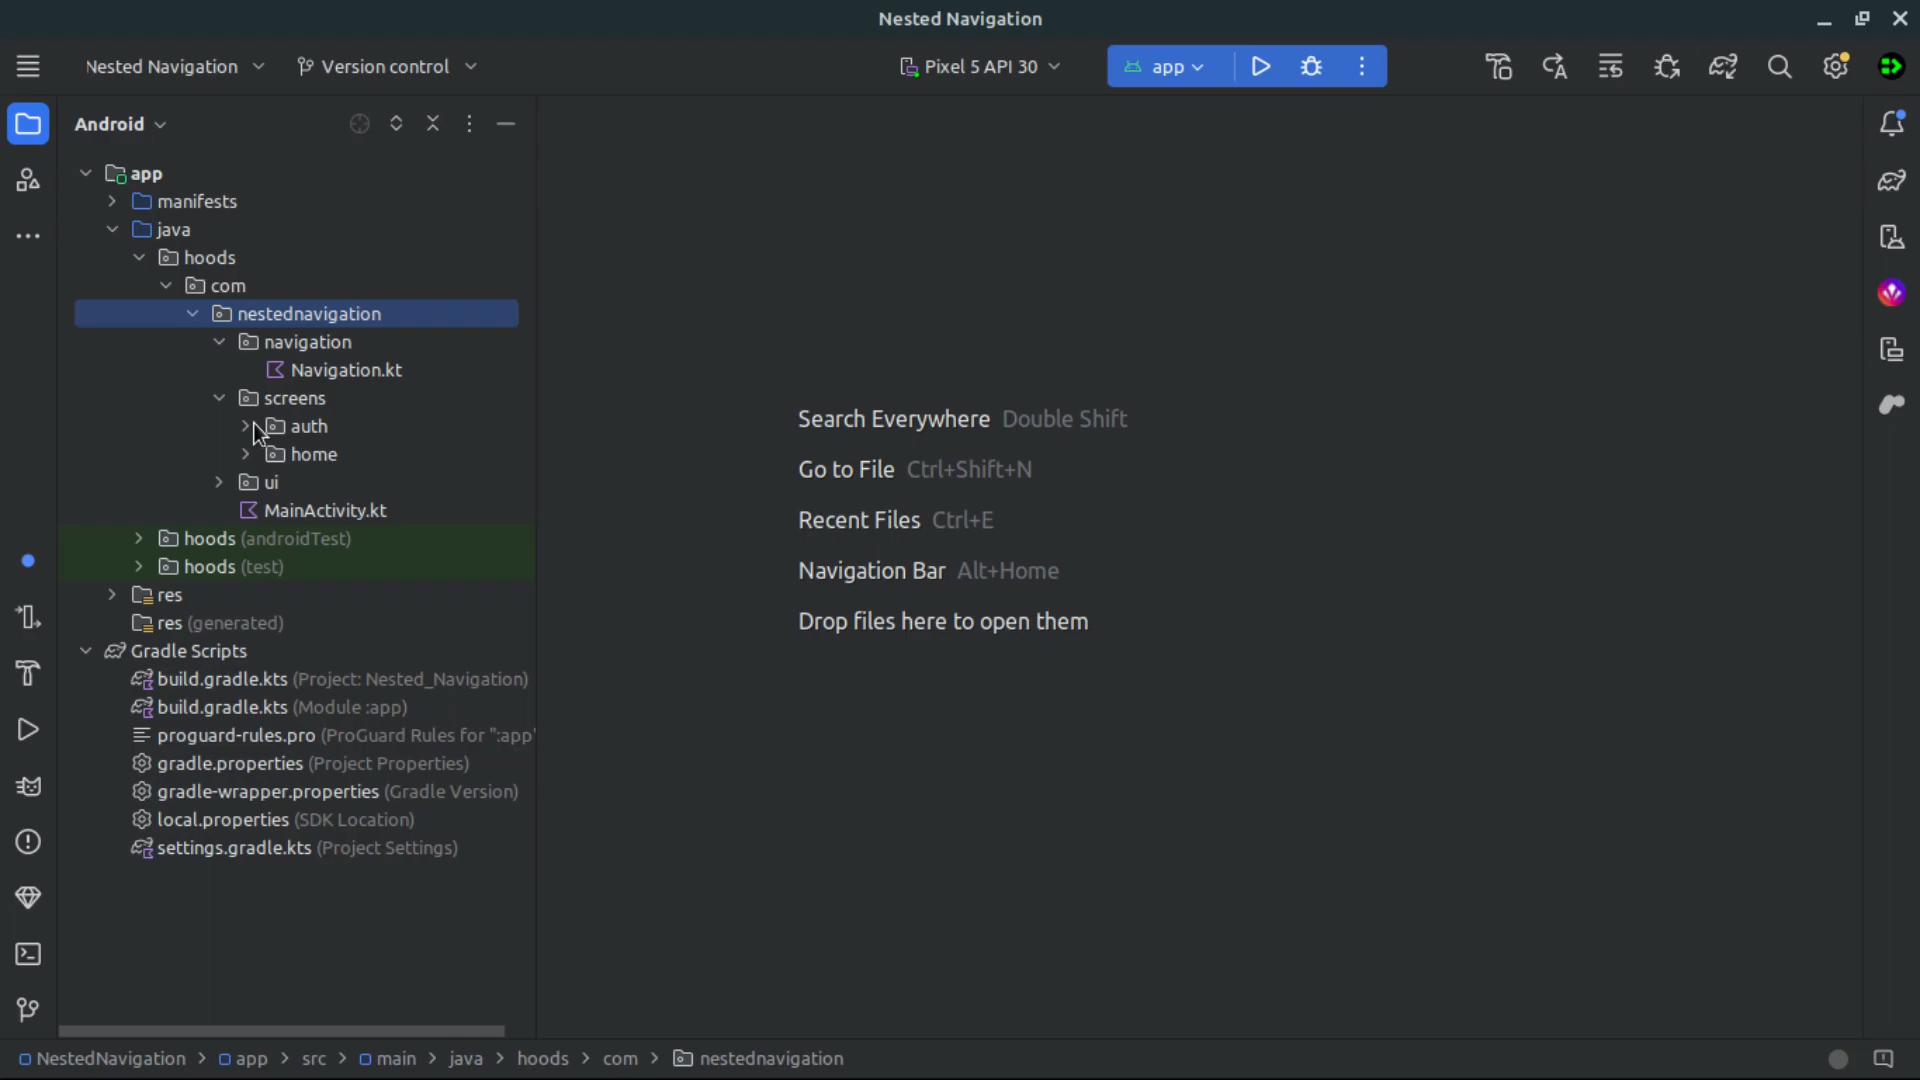 Nested Navigation
Nested Navigation
Version control
Pixel 5 API 30
app
Android
app
manifests
java
hoods
com
nestednavigation
navigation
Navigation.kt
screens
auth
home
ui
MainActivity.kt
hoods (androidTest)
hoods (test)
res
res (generated)
Gradle Scripts
build.gradle.kts (Project: Nested_Navigation)
build.gradle.kts (Module :app)
proguard-rules.pro (ProGuard Rules for ":app"
gradle.properties (Project Properties)
gradle-wrapper.properties (Gradle Version)
local.properties (SDK Location)
settings.gradle.kts (Project Settings)
Search Everywhere Double Shift
Go to File Ctrl+Shift+N
Recent Files Ctrl+E
Navigation Bar Alt+Home
Drop files here to open them
NestedNavigation > app > src > main > java > hoods > com > nestednavigation